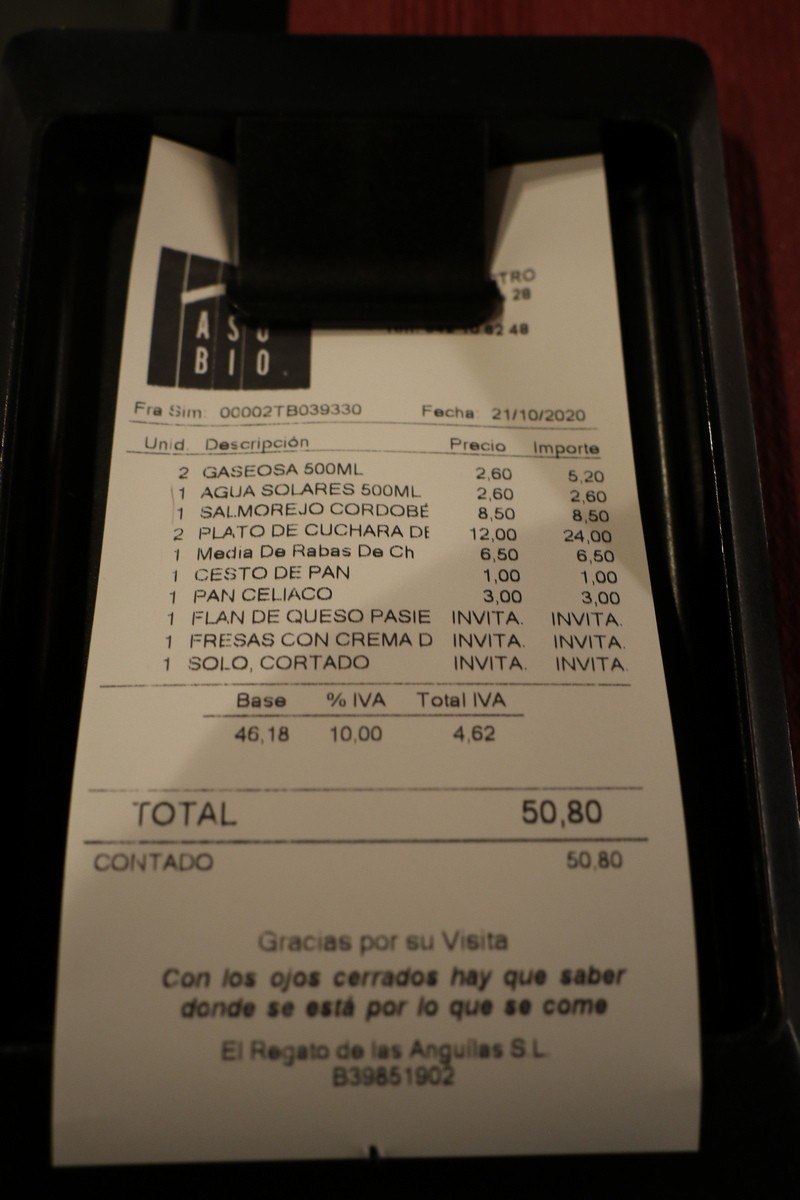 ASU
BIO.
28
82 48
Fra Sim: 00002TB039330 Fecha: 21/10/2020
Unid. Descripción Precio Importe
2 GASEOSA 500ML 2,60 5,20
1 AGUA SOLARES 500ML 2,60 2,60
1 SALMOREJO CORDOBÉ 8,50 8,50
2 PLATO DE CUCHARA DE 12,00 24,00
1 Media De Rabas De Ch 6,50 6,50
1 CESTO DE PAN 1,00 1,00
1 PAN CELIACO 3,00 3,00
1 FLAN DE QUESO PASIE INVITA. INVITA.
1 FRESAS CON CREMA D INVITA. INVITA.
1 SOLO, CORTADO INVITA. INVITA.
Base % IVA Total IVA
46,18 10,00 4,62
TOTAL 50,80
CONTADO 50,80
Gracias por su Visita
Con los ojos cerrados hay que saber
donde se está por lo que se come
El Regato de las Anguilas S.L.
B39851902